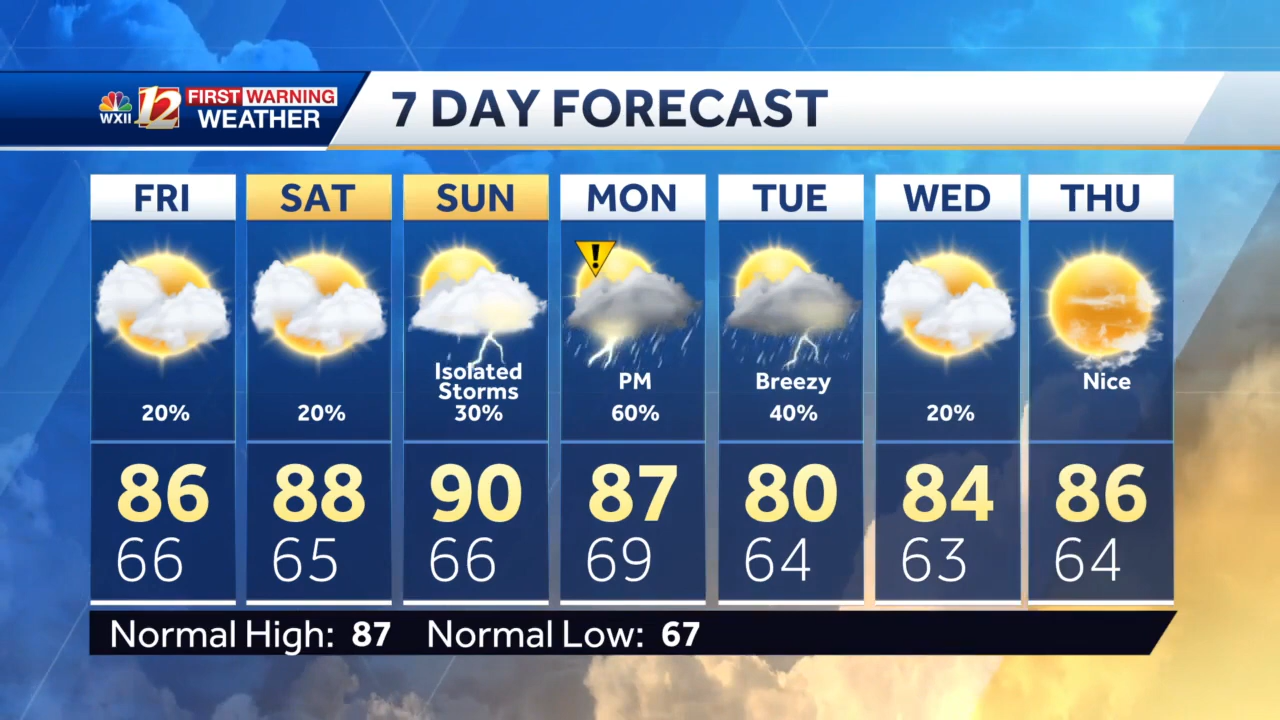 WXII 12 FIRST WARNING
WEATHER
7 DAY FORECAST
FRI SAT SUN MON TUE WED THU
!
Isolated
Storms
PM Breezy Nice
20% 20% 30% 60% 40% 20%
86 88 90 87 80 84 86
66 65 66 69 64 63 64
Normal High: 87 Normal Low: 67